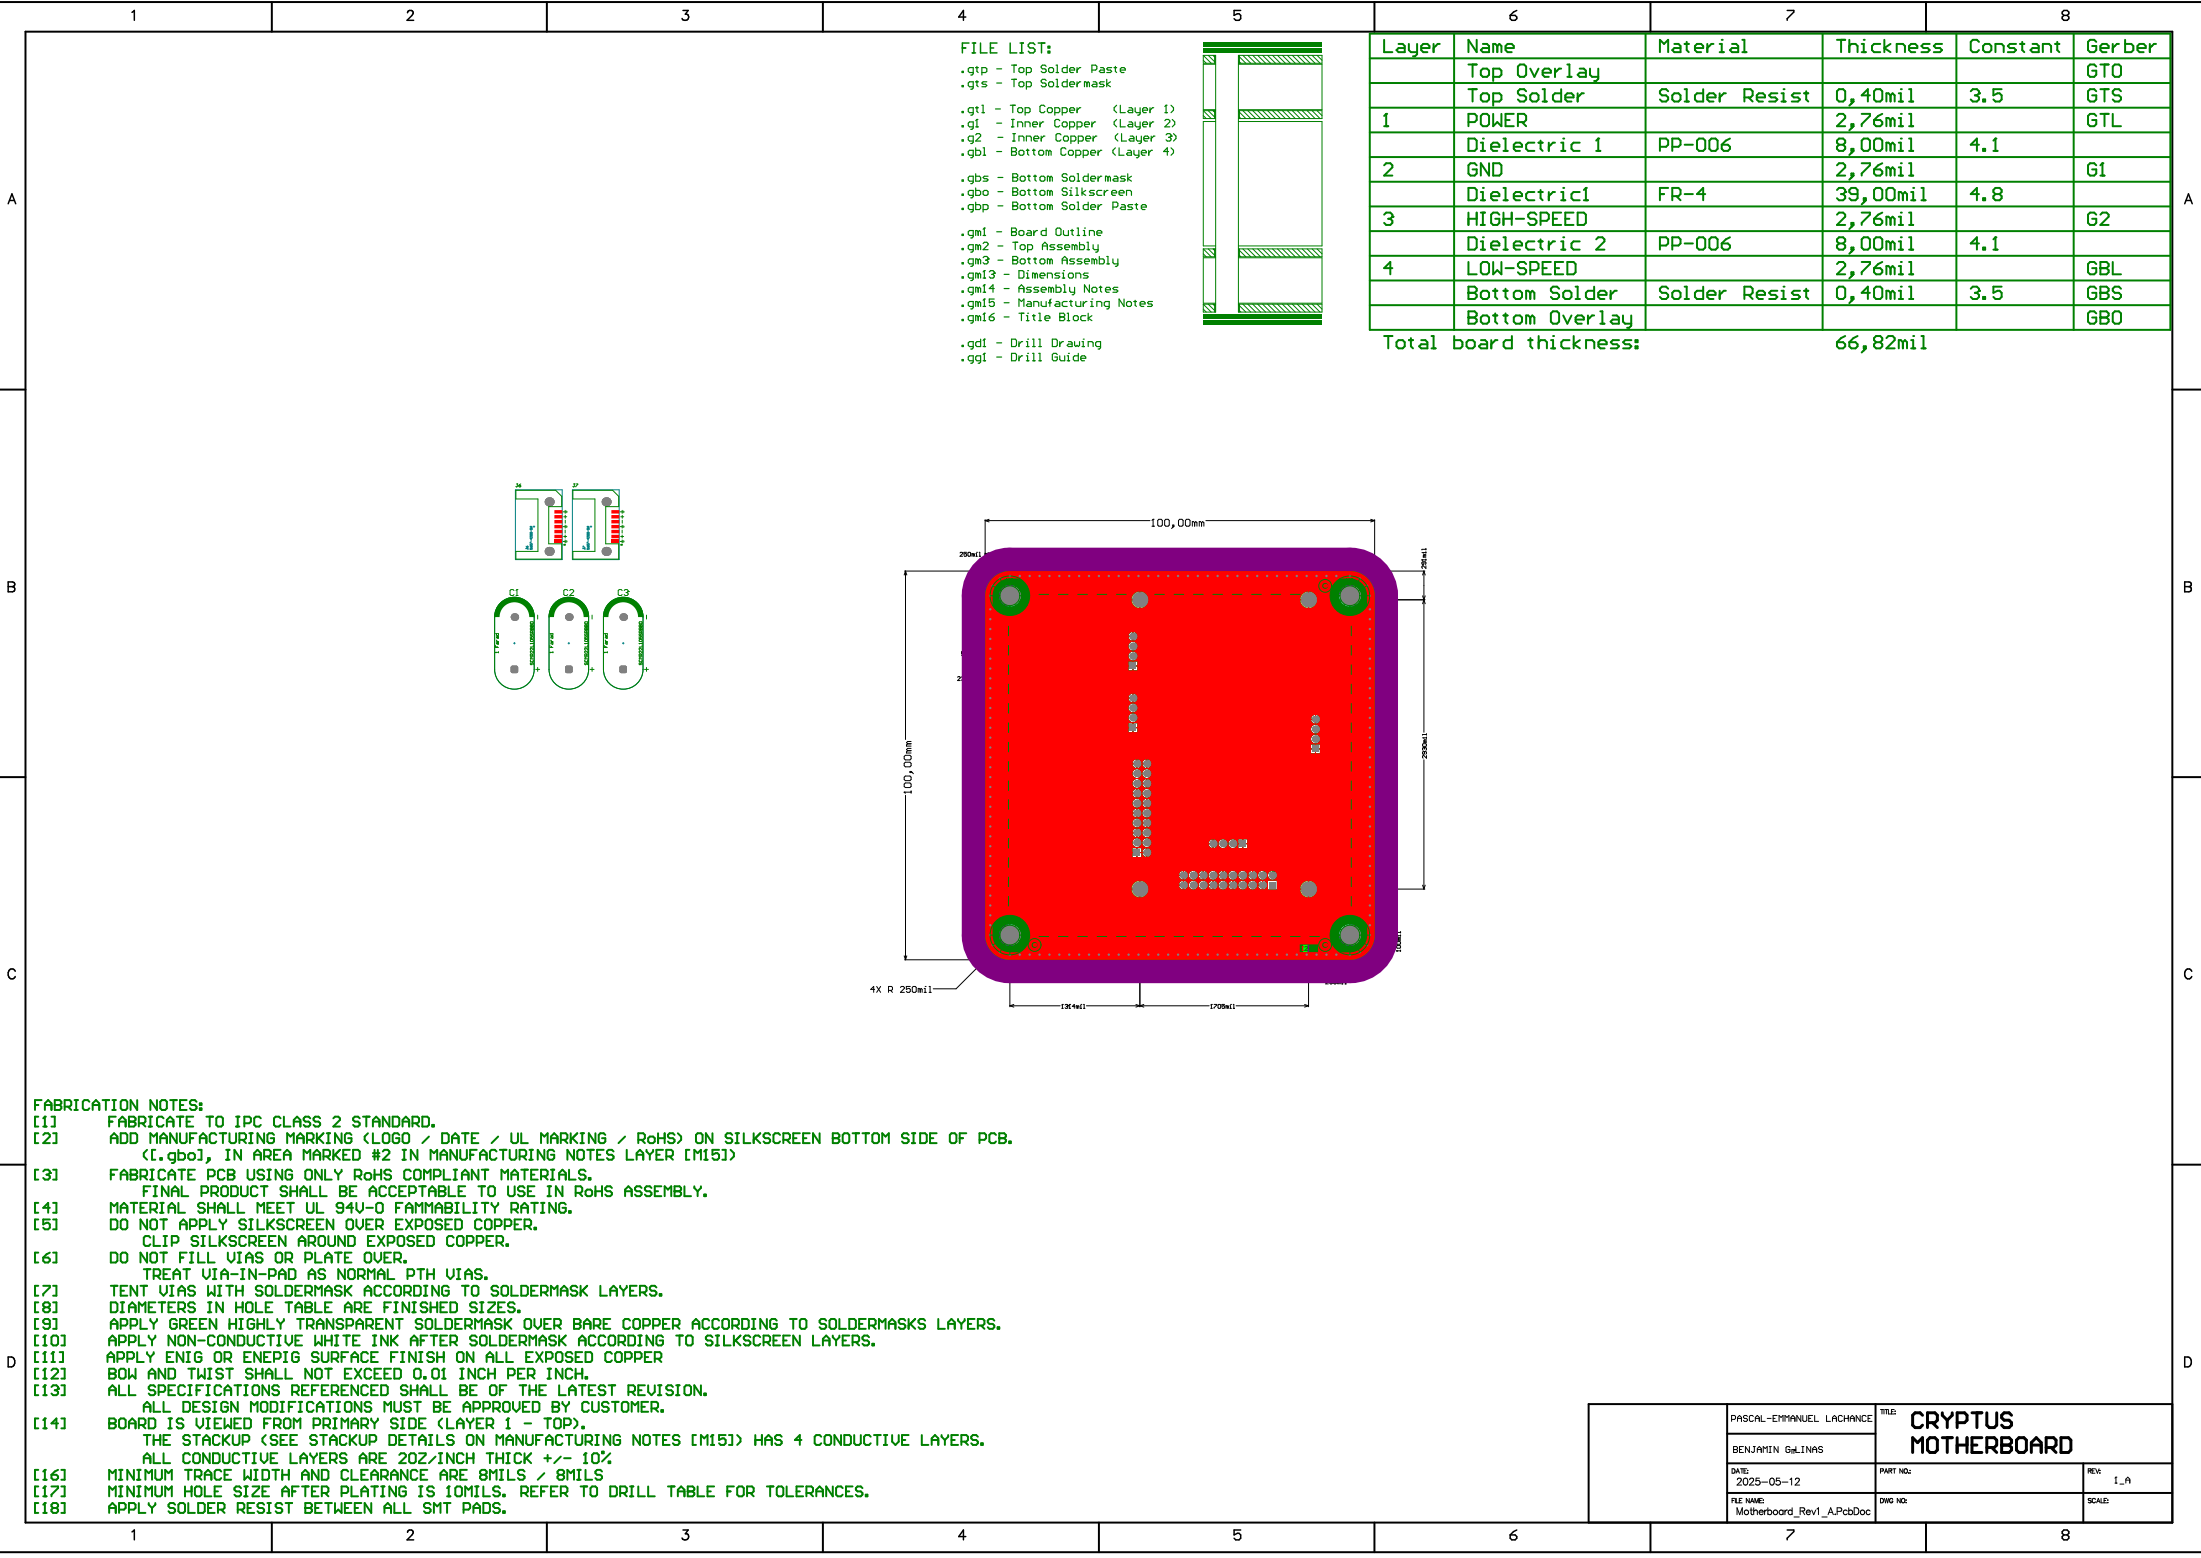 1 2 3 4 5 6 7 8
FILE LIST:
.gtp - Top Solder Paste
.gts - Top Soldermask
.gtl - Top Copper (Layer 1)
.g1 - Inner Copper (Layer 2)
.g2 - Inner Copper (Layer 3)
.gbl - Bottom Copper (Layer 4)
.gbs - Bottom Soldermask
.gbo - Bottom Silkscreen
.gbp - Bottom Solder Paste
.gm1 - Board Outline
.gm2 - Top Assembly
.gm3 - Bottom Assembly
.gm13 - Dimensions
.gm14 - Assembly Notes
.gm15 - Manufacturing Notes
.gm16 - Title Block
.gd1 - Drill Drawing
.gg1 - Drill Guide
Layer Name Material Thickness Constant Gerber
Top Overlay GTO
Top Solder Solder Resist 0,40mil 3.5 GTS
1 POWER 2,76mil GTL
Dielectric 1 PP-006 8,00mil 4.1
2 GND 2,76mil G1
Dielectric1 FR-4 39,00mil 4.8
3 HIGH-SPEED 2,76mil G2
Dielectric 2 PP-006 8,00mil 4.1
4 LOW-SPEED 2,76mil GBL
Bottom Solder Solder Resist 0,40mil 3.5 GBS
Bottom Overlay GBO
Total board thickness: 66,82mil
A A
J6 J7
B B
C1 C2 C3
1 Farad 1 Farad 1 Farad
100,00mm
250mil
291mil
100,00mm
2930mil
100mil
C C
4X R 250mil
1314mil 1705mil
FABRICATION NOTES:
[1] FABRICATE TO IPC CLASS 2 STANDARD.
[2] ADD MANUFACTURING MARKING (LOGO / DATE / UL MARKING / RoHS) ON SILKSCREEN BOTTOM SIDE OF PCB.
([.gbo], IN AREA MARKED #2 IN MANUFACTURING NOTES LAYER [M15])
[3] FABRICATE PCB USING ONLY RoHS COMPLIANT MATERIALS.
FINAL PRODUCT SHALL BE ACCEPTABLE TO USE IN RoHS ASSEMBLY.
[4] MATERIAL SHALL MEET UL 94V-0 FAMMABILITY RATING.
[5] DO NOT APPLY SILKSCREEN OVER EXPOSED COPPER.
CLIP SILKSCREEN AROUND EXPOSED COPPER.
[6] DO NOT FILL VIAS OR PLATE OVER.
TREAT VIA-IN-PAD AS NORMAL PTH VIAS.
[7] TENT VIAS WITH SOLDERMASK ACCORDING TO SOLDERMASK LAYERS.
[8] DIAMETERS IN HOLE TABLE ARE FINISHED SIZES.
[9] APPLY GREEN HIGHLY TRANSPARENT SOLDERMASK OVER BARE COPPER ACCORDING TO SOLDERMASKS LAYERS.
[10] APPLY NON-CONDUCTIVE WHITE INK AFTER SOLDERMASK ACCORDING TO SILKSCREEN LAYERS.
[11] APPLY ENIG OR ENEPIG SURFACE FINISH ON ALL EXPOSED COPPER
[12] BOW AND TWIST SHALL NOT EXCEED 0.01 INCH PER INCH.
[13] ALL SPECIFICATIONS REFERENCED SHALL BE OF THE LATEST REVISION.
ALL DESIGN MODIFICATIONS MUST BE APPROVED BY CUSTOMER.
[14] BOARD IS VIEWED FROM PRIMARY SIDE (LAYER 1 - TOP).
THE STACKUP (SEE STACKUP DETAILS ON MANUFACTURING NOTES [M15]) HAS 4 CONDUCTIVE LAYERS.
ALL CONDUCTIVE LAYERS ARE 2OZ/INCH THICK +/- 10%
[16] MINIMUM TRACE WIDTH AND CLEARANCE ARE 8MILS / 8MILS
[17] MINIMUM HOLE SIZE AFTER PLATING IS 10MILS. REFER TO DRILL TABLE FOR TOLERANCES.
[18] APPLY SOLDER RESIST BETWEEN ALL SMT PADS.
D D
PASCAL-EMMANUEL LACHANCE
BENJAMIN
TITLE: CRYPTUS
MOTHERBOARD
DATE: 2025-05-12
PART NO.:
REV: 1_A
FILE NAME: Motherboard_Rev1_A.PcbDoc
DWG NO:
SCALE:
1 2 3 4 5 6 7 8